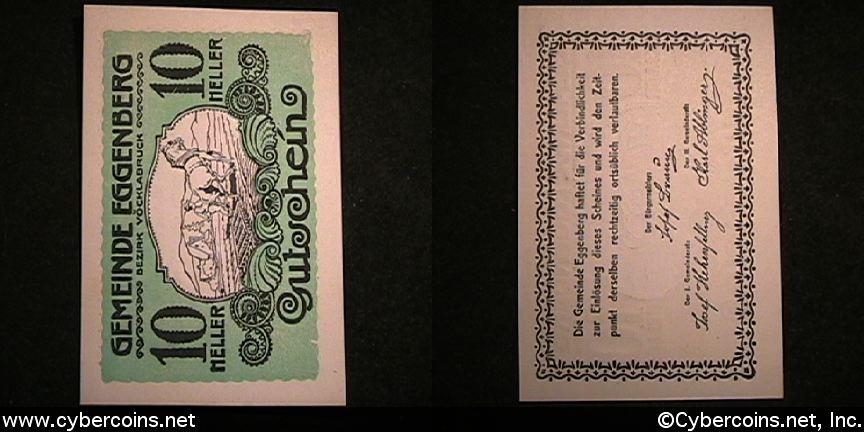 GEMEINDE EGGENBERG
BEZIRK VÖCKLABRUCK
10
HELLER
10
HELLER
Gutschein
Die Gemeinde Eggenberg haftet für die Verbindlichkeit
zur Einlösung dieses Scheines und wird den Zeit-
punkt derselben rechtzeitig ortsüblich verlautbaren.
Der Bürgermeister:
Der I. Gemeinderat:
Der II. Gemeinderat:
www.cybercoins.net
©Cybercoins.net, Inc.